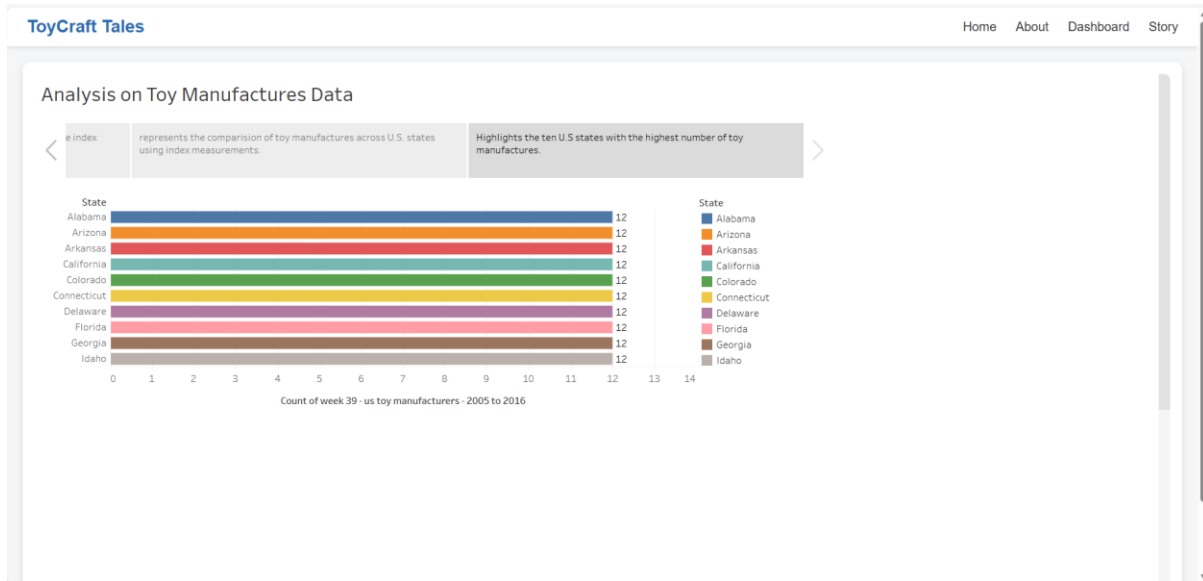 ToyCraft Tales
Home About Dashboard Story
Analysis on Toy Manufactures Data
e index
represents the comparision of toy manufactures across U.S. states
using index measurements.
Highlights the ten U.S states with the highest number of toy
manufactures.
State
Alabama 12
Arizona 12
Arkansas 12
California 12
Colorado 12
Connecticut 12
Delaware 12
Florida 12
Georgia 12
Idaho 12
0 1 2 3 4 5 6 7 8 9 10 11 12 13 14
Count of week 39 - us toy manufacturers - 2005 to 2016
State
Alabama
Arizona
Arkansas
California
Colorado
Connecticut
Delaware
Florida
Georgia
Idaho